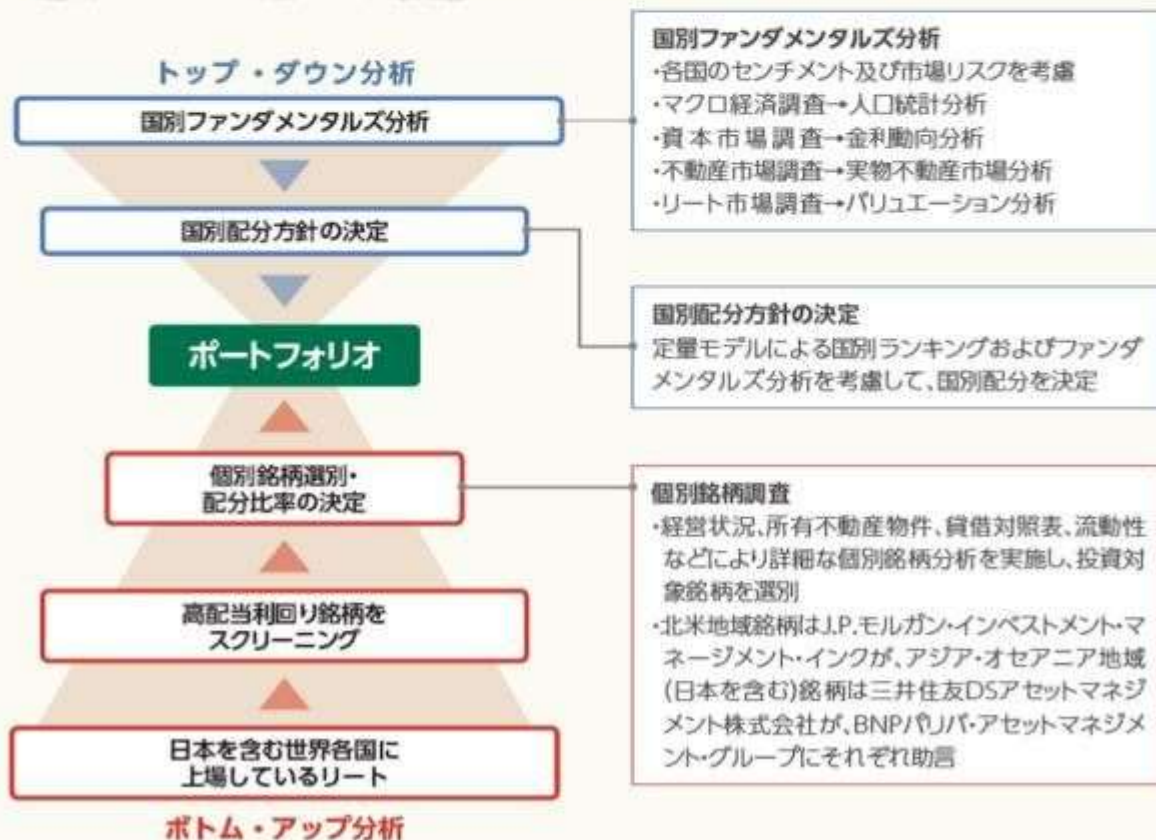 トップ・ダウン分析
国別ファンダメンタルズ分析
国別配分方針の決定
ポートフォリオ
個別銘柄選別・
配分比率の決定
高配当利回り銘柄を
スクリーニング
日本を含む世界各国に
上場しているリート
ボトム・アップ分析
国別ファンダメンタルズ分析
・各国のセンチメント及び市場リスクを考慮
・マクロ経済調査→人口統計分析
・資本市場調査→金利動向分析
・不動産市場調査→実物不動産市場分析
・リート市場調査→バリュエーション分析
国別配分方針の決定
定量モデルによる国別ランキングおよびファンダ
メンタルズ分析を考慮して、国別配分を決定
個別銘柄調査
・経営状況、所有不動産物件、貸借対照表、流動性
などにより詳細な個別銘柄分析を実施し、投資対
象銘柄を選別
・北米地域銘柄はJ.P.モルガン・インベストメント・マ
ネージメント・インクが、アジア・オセアニア地域
(日本を含む)銘柄は三井住友DSアセットマネジ
メント株式会社が、BNPパリバ・アセットマネジメ
ント・グループにそれぞれ助言